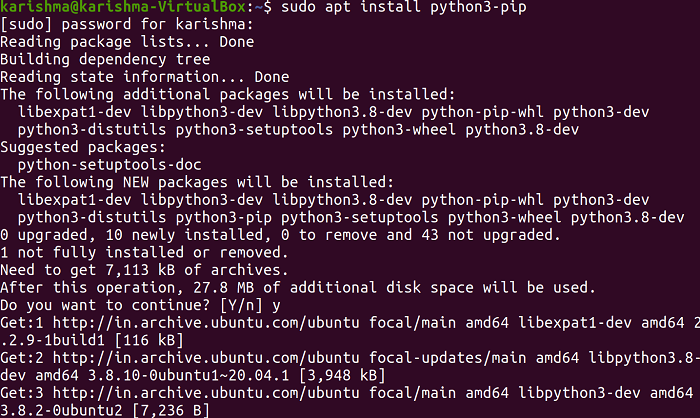 karishma@karishma-VirtualBox:~$ sudo apt install python3-pip
[sudo] password for karishma:
Reading package lists... Done
Building dependency tree
Reading state information... Done
The following additional packages will be installed:
  libexpat1-dev libpython3-dev libpython3.8-dev python-pip-whl python3-dev
  python3-distutils python3-setuptools python3-wheel python3.8-dev
Suggested packages:
  python-setuptools-doc
The following NEW packages will be installed:
  libexpat1-dev libpython3-dev libpython3.8-dev python-pip-whl python3-dev
  python3-distutils python3-pip python3-setuptools python3-wheel python3.8-dev
0 upgraded, 10 newly installed, 0 to remove and 43 not upgraded.
1 not fully installed or removed.
Need to get 7,113 kB of archives.
After this operation, 27.8 MB of additional disk space will be used.
Do you want to continue? [Y/n] y
Get:1 http://in.archive.ubuntu.com/ubuntu focal/main amd64 libexpat1-dev amd64 2
.2.9-1build1 [116 kB]
Get:2 http://in.archive.ubuntu.com/ubuntu focal-updates/main amd64 libpython3.8-
dev amd64 3.8.10-0ubuntu1~20.04.1 [3,948 kB]
Get:3 http://in.archive.ubuntu.com/ubuntu focal/main amd64 libpython3-dev amd64
3.8.2-0ubuntu2 [7,236 B]